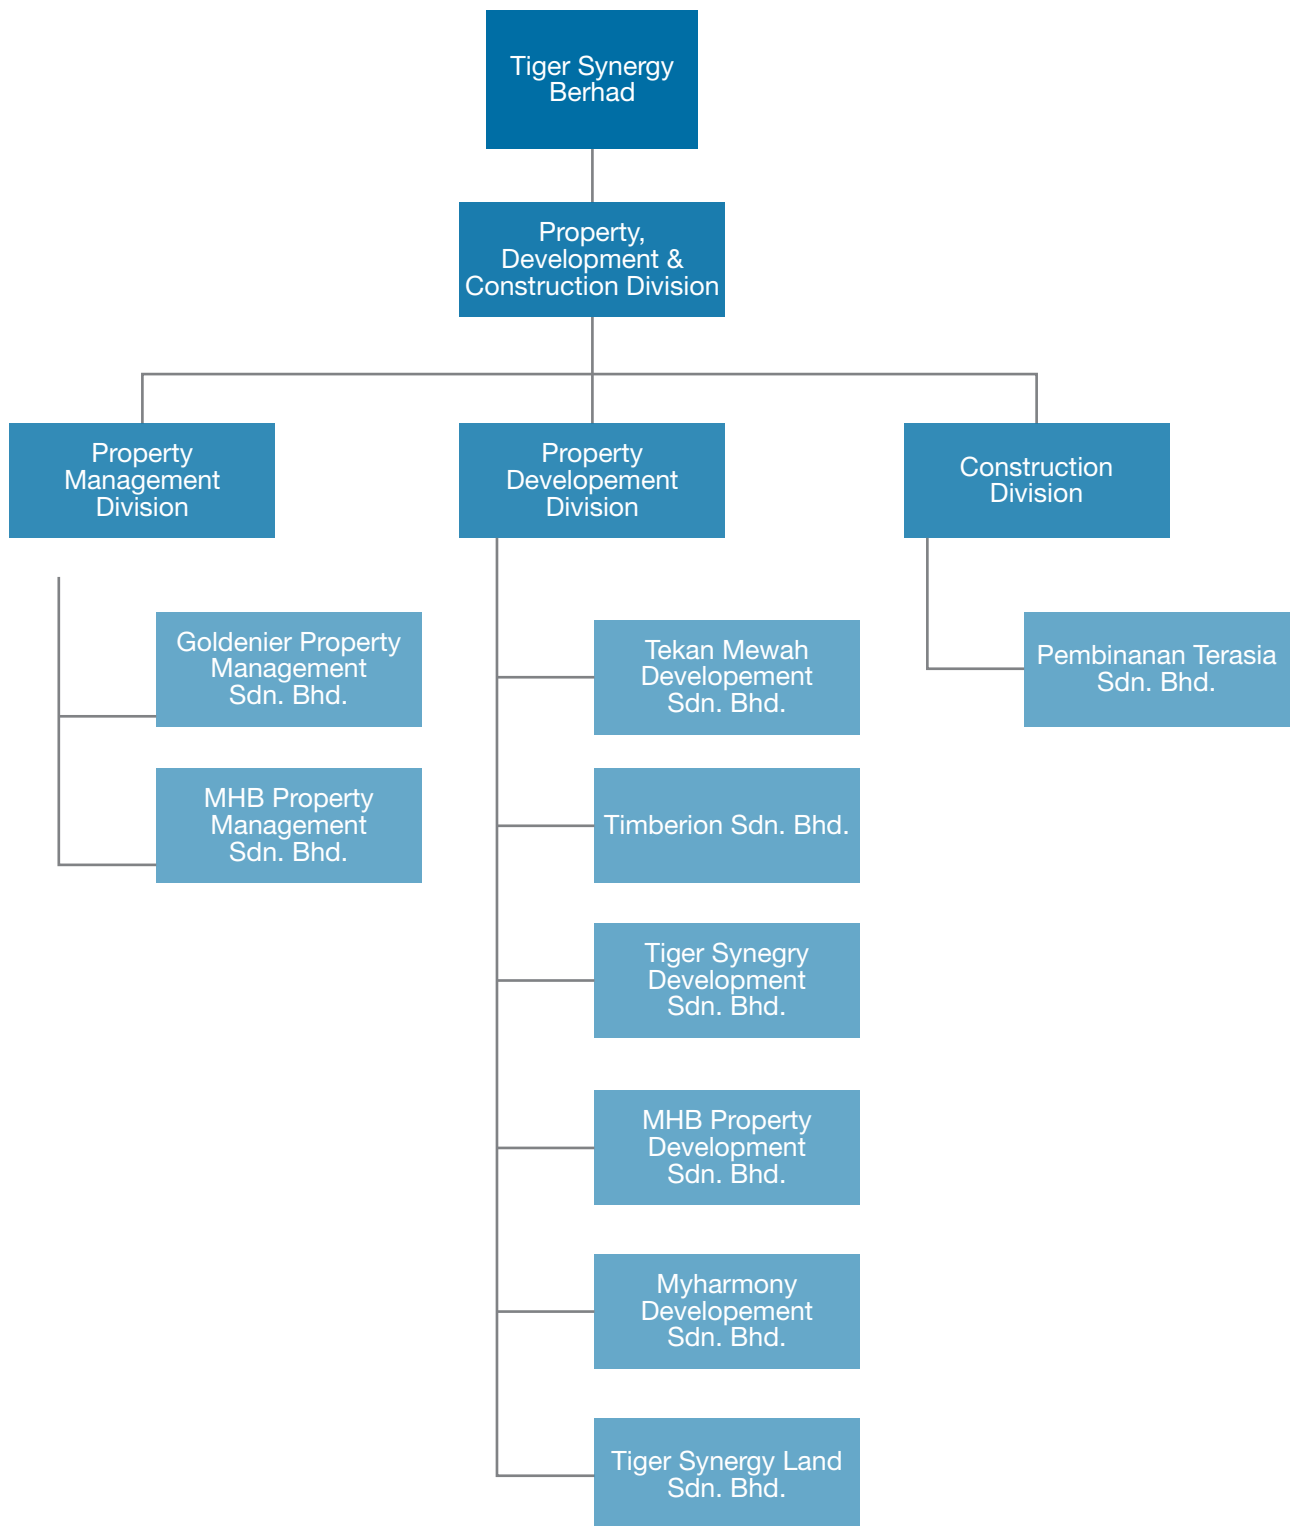 Tiger Synergy
Berhad
Property,
Development &
Construction Division
Property
Management
Division
Property
Developement
Division
Construction
Division
Goldenier Property
Management
Sdn. Bhd.
MHB Property
Management
Sdn. Bhd.
Tekan Mewah
Developement
Sdn. Bhd.
Timberion Sdn. Bhd.
Tiger Synegry
Development
Sdn. Bhd.
MHB Property
Development
Sdn. Bhd.
Myharmony
Developement
Sdn. Bhd.
Tiger Synergy Land
Sdn. Bhd.
Pembinanan Terasia
Sdn. Bhd.